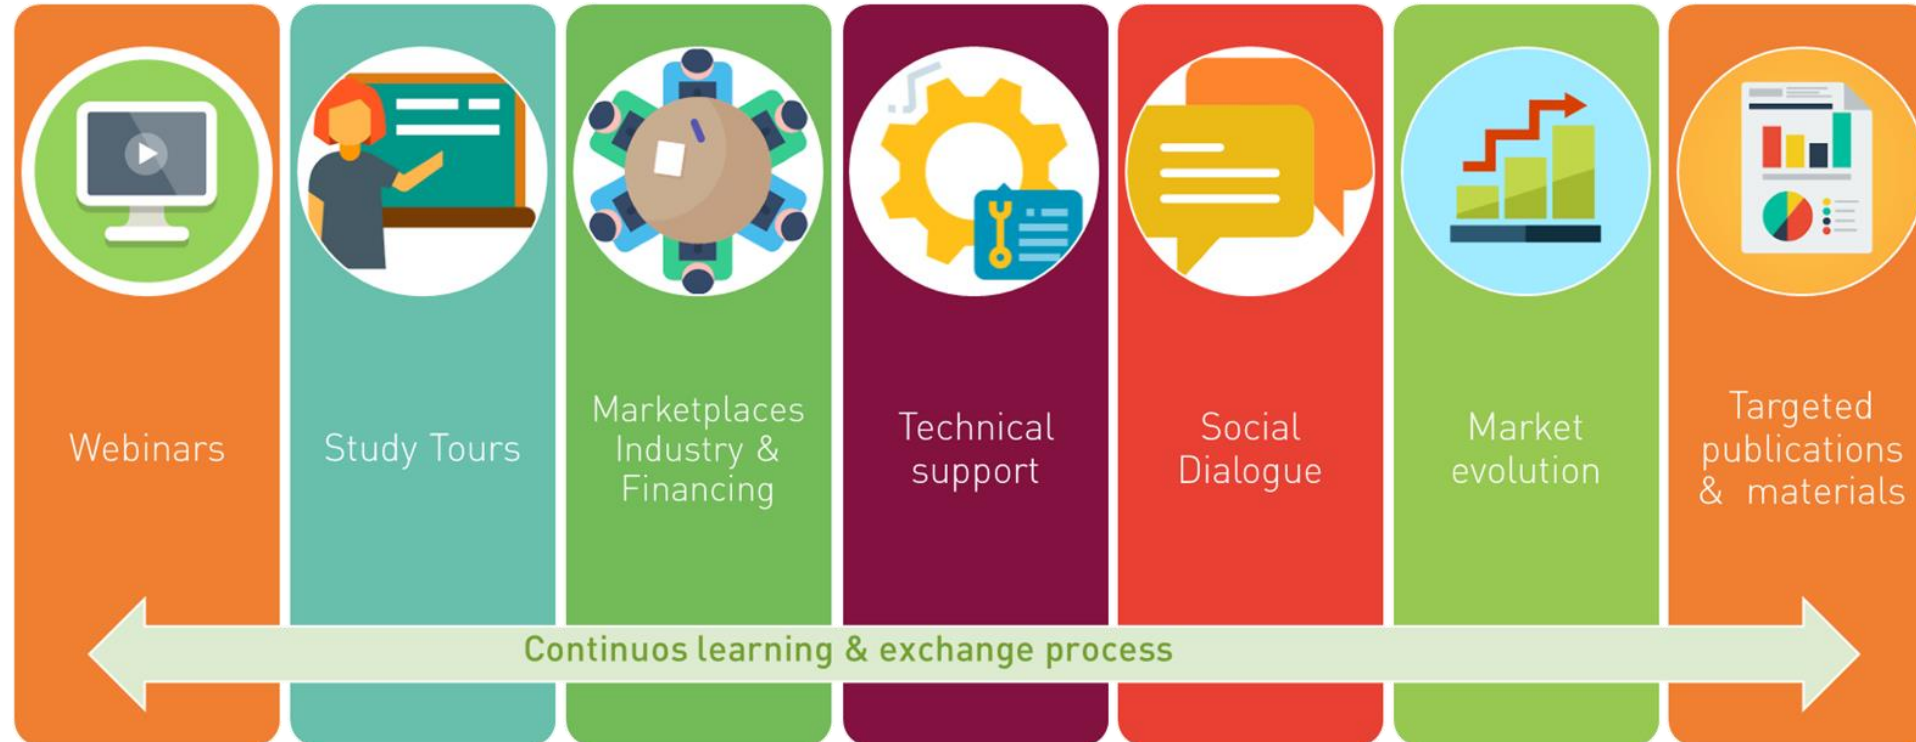 Webinars
Study Tours
Marketplaces
Industry &
Financing
Technical
support
Social
Dialogue
Market
evolution
Targeted
publications
& materials
Continuos learning & exchange process